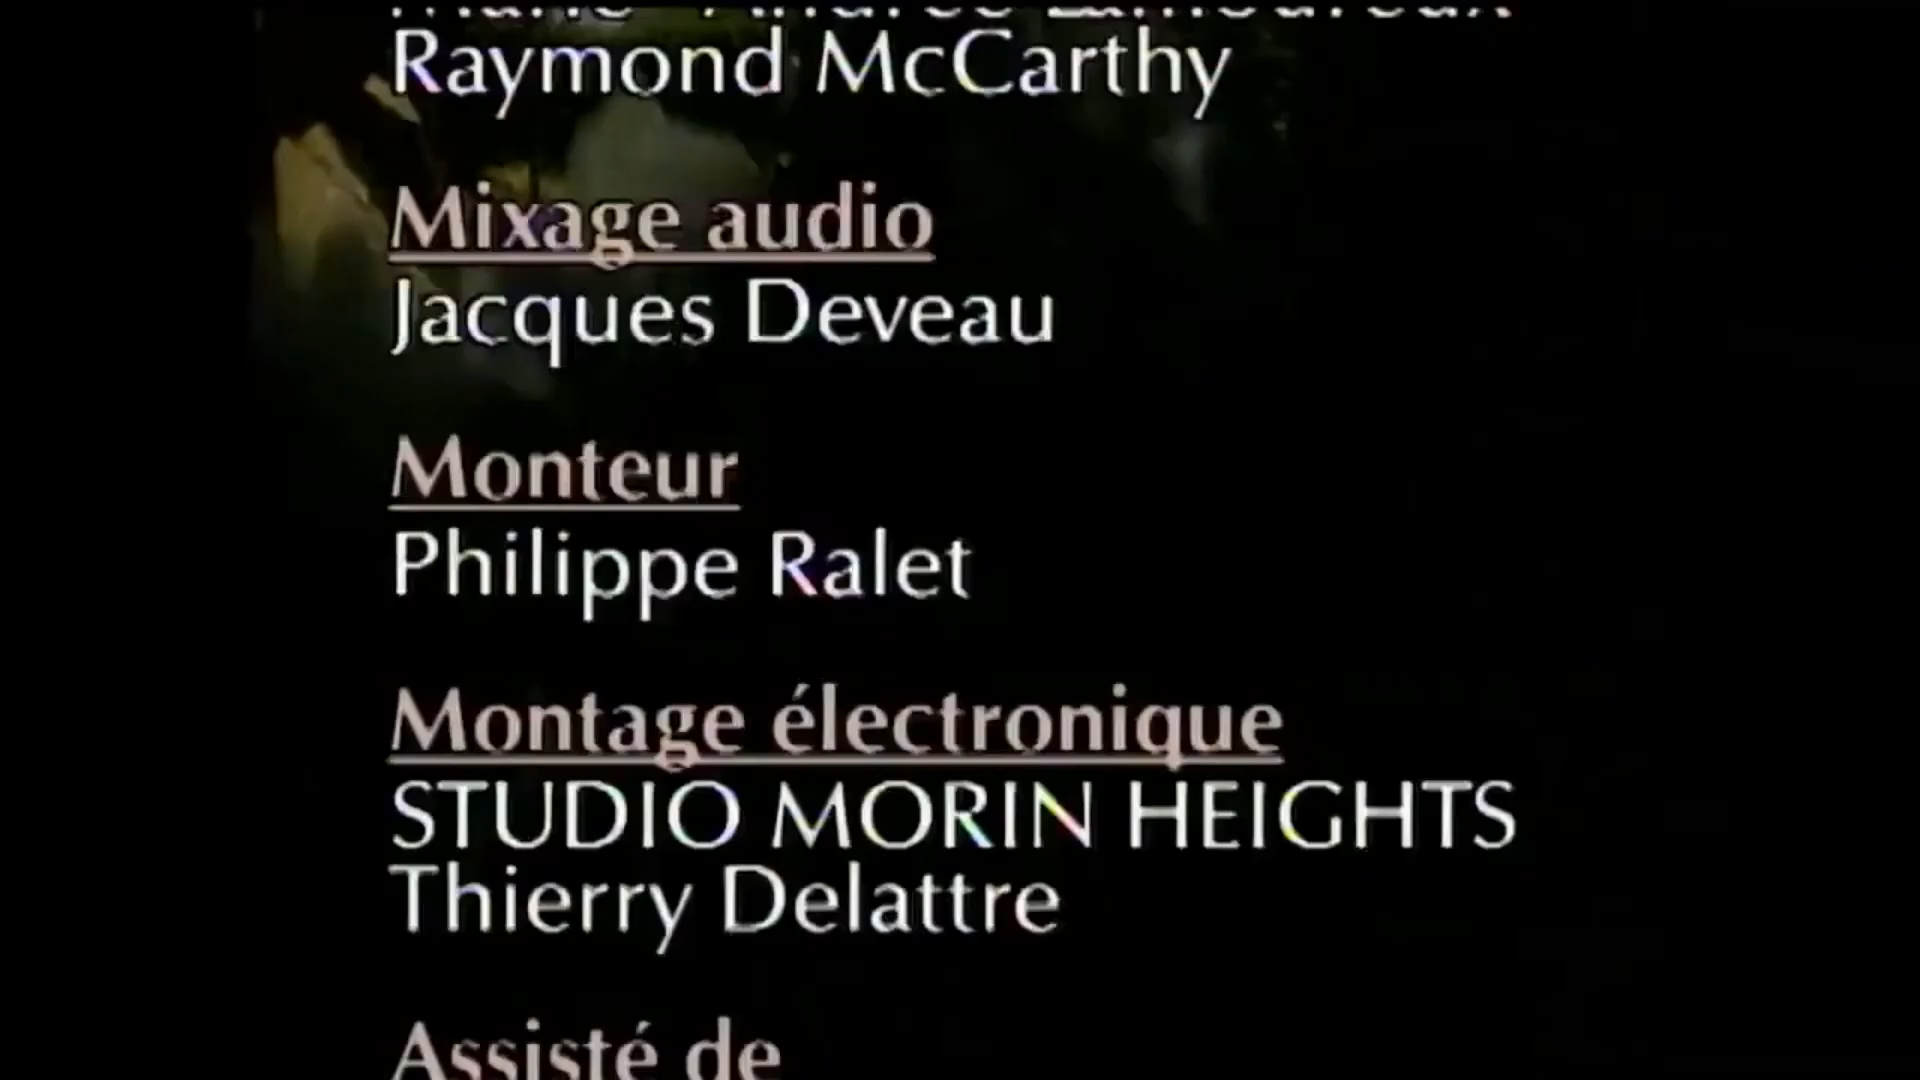 Raymond McCarthy
Mixage audio
Jacques Deveau
Monteur
Philippe Ralet
Montage électronique
STUDIO MORIN HEIGHTS
Thierry Delattre
Assisté de